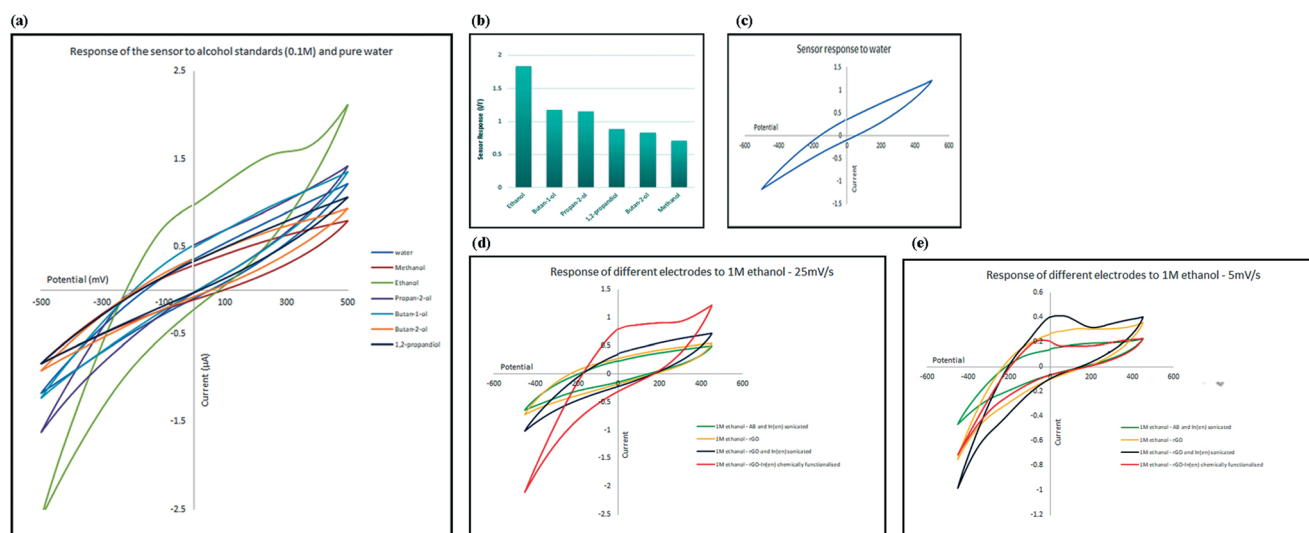 (a)
Response of the sensor to alcohol standards (0.1M) and pure water
2.5
1.5
0.5
-0.5
-1.5
-2.5
Potential (mV)
-500
-300
-100
100
300
500
Current (µA)
water
Methanol
Ethanol
Propan-2-ol
Butan-1-ol
Butan-2-ol
1,2-propandiol
(b)
Sensor Response (I/I')
2
1.5
1
0.5
0
Ethanol
Butan-1-ol
Propan-2-ol
1,2-propandiol
Butan-2-ol
Methanol
(c)
Sensor response to water
1.5
1
0.5
0
-0.5
-1
-1.5
Potential
-600
-400
-200
0
200
400
600
Current
(d)
Response of different electrodes to 1M ethanol - 25mV/s
1.5
1
0.5
0
-0.5
-1
-1.5
-2
-2.5
Potential
-600
-400
-200
0
200
400
600
Current
1M ethanol - AB and In(en) sanicated
1M ethanol - rGO
1M ethanol - rGO and In(en) sanicated
1M ethanol - rGO-In(en) chemically functionalised
(e)
Response of different electrodes to 1M ethanol - 5mV/s
0.6
0.4
0.2
0
-0.2
-0.4
-0.6
-0.8
-1
-1.2
Potential
-600
-400
-200
0
200
400
600
Current
1M ethanol - AB and In(en) sanicated
1M ethanol - rGO
1M ethanol - rGO and In(en) sanicated
1M ethanol - rGO-In(en) chemically functionalised